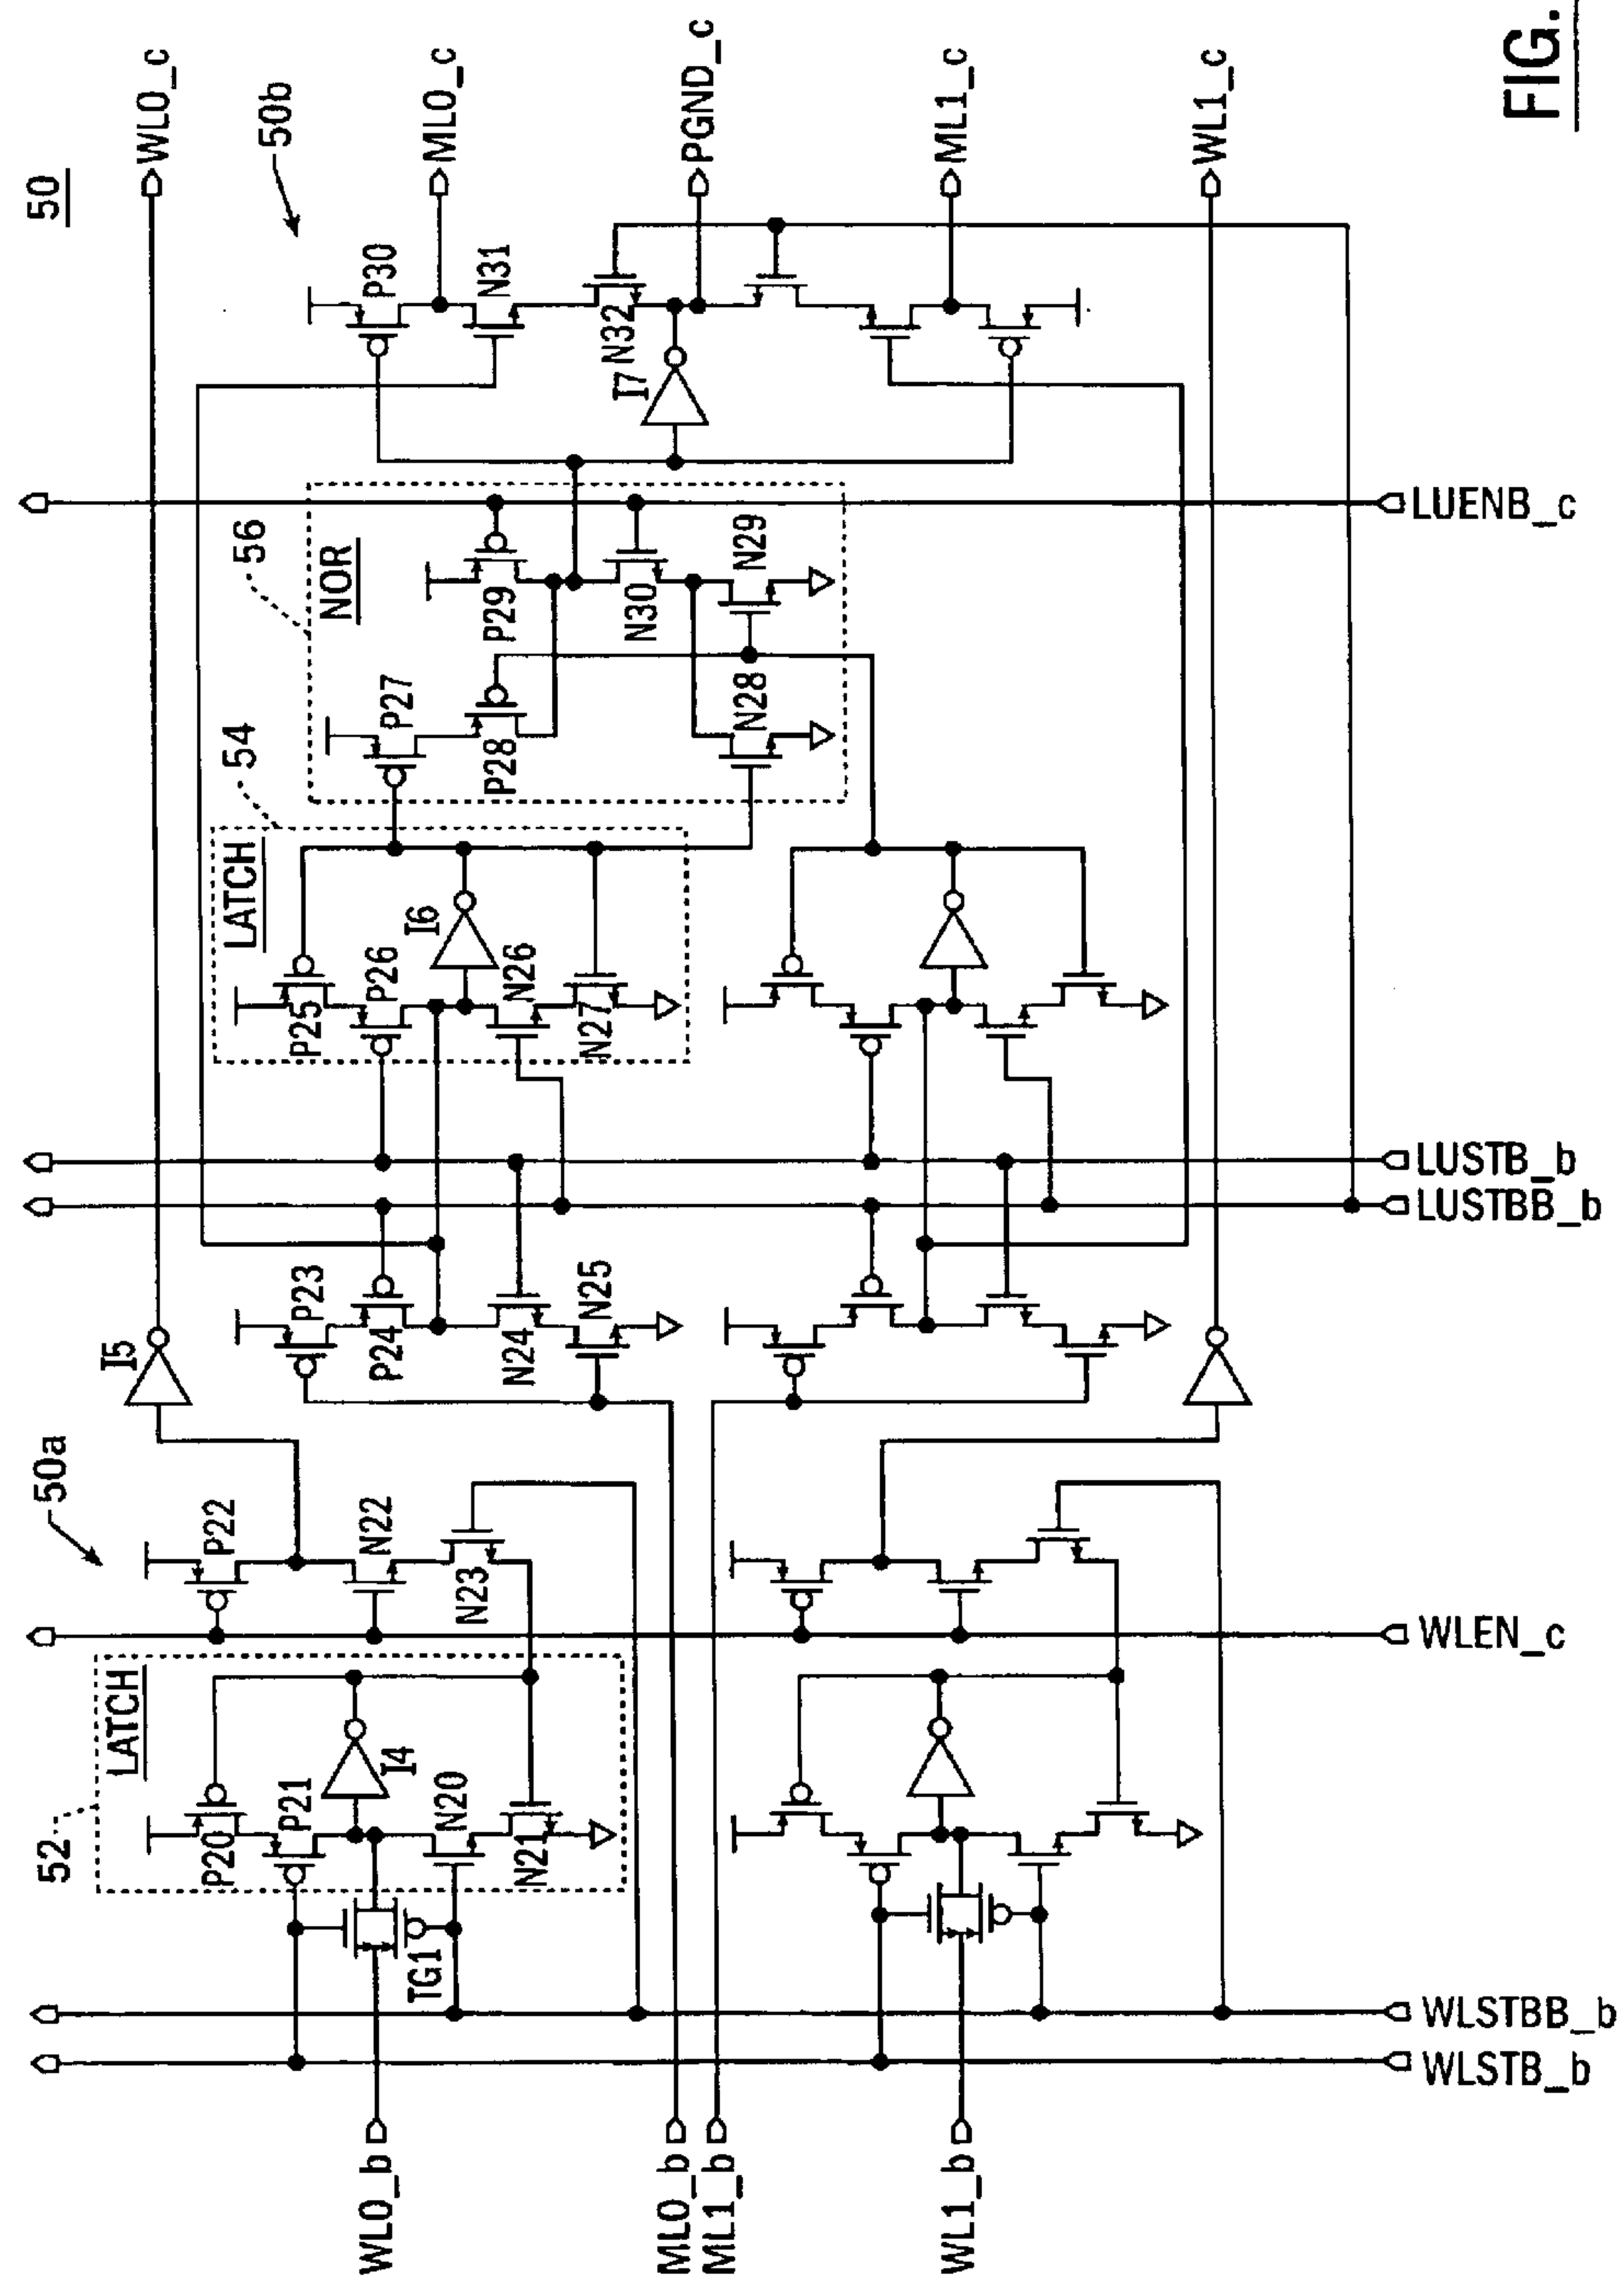 50
WL0_c
50b
ML0_c
P30
N31
PGND_c
N32
I7
ML1_c
WL1_c
FIG.
LUENB_c
56
NOR
P29
N30
N29
P27
P28
N28
54
LATCH
I6
P25
P26
N26
N27
LUSTB_b
LUSTBB_b
I5
P23
P24
N24
N25
50a
P22
N22
N23
WLEN_c
52
LATCH
I4
P20
P21
N20
N21
TG1
WLSTBB_b
WLSTB_b
WL0_b
ML0_b
ML1_b
WL1_b